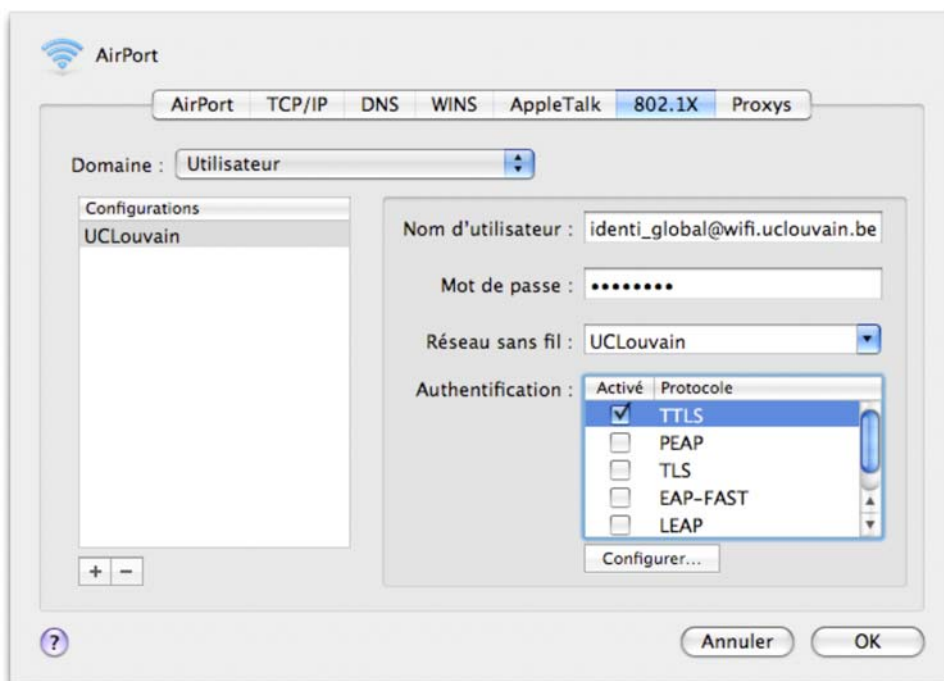 AirPort
AirPort TCP/IP DNS WINS AppleTalk 802.1X Proxys
Domaine : Utilisateur
Configurations
UCLouvain
Nom d'utilisateur : identi_global@wifi.uclouvain.be
Mot de passe : ••••••••
Réseau sans fil : UCLouvain
Authentification : Activé Protocole
TTLS
PEAP
TLS
EAP-FAST
LEAP
Configurer...
+ −
? Annuler OK